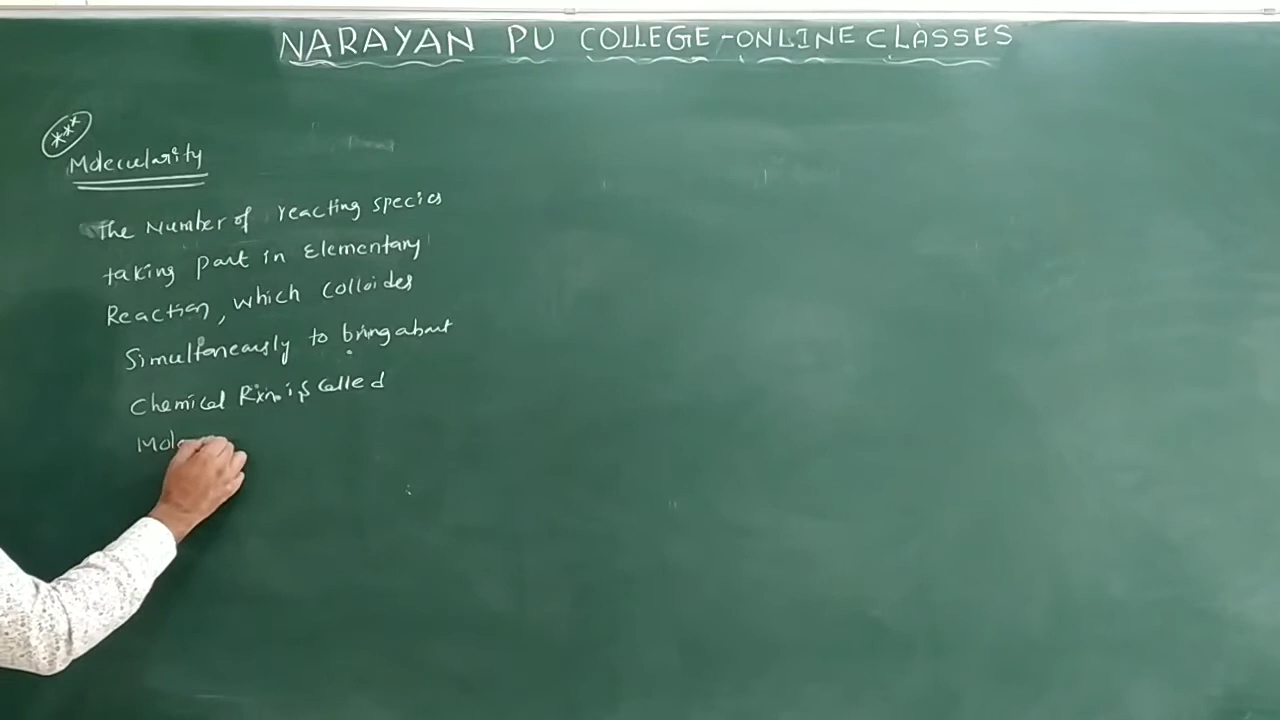 NARAYAN PU COLLEGE - ONLINE CLASSES
***
Molecularity
The Number of reacting species
taking part in Elementary
Reaction, which Colloides
Simultaneously to bring about
Chemical Rxn. is Called